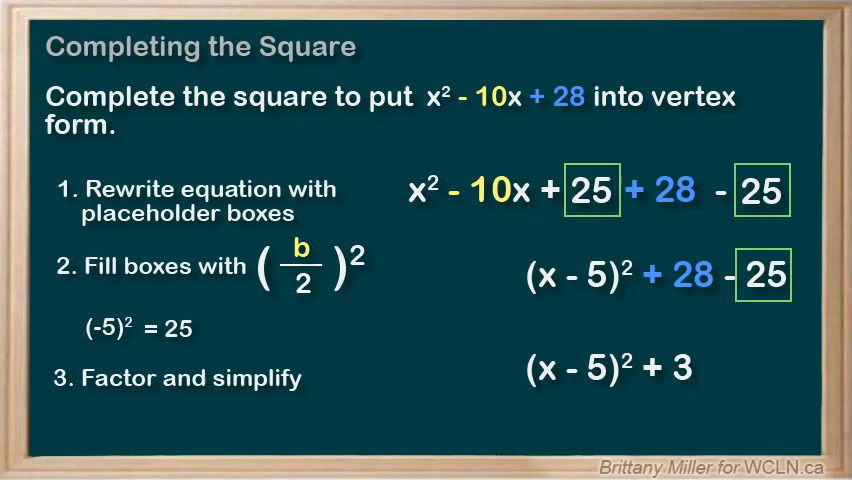 Completing the Square
Complete the square to put x² - 10x + 28 into vertex
form.
1. Rewrite equation with
placeholder boxes
x² - 10x + 25 + 28 - 25
2. Fill boxes with (b/2)²
(x - 5)² + 28 - 25
(-5)² = 25
3. Factor and simplify
(x - 5)² + 3
Brittany Miller for WCLN.ca